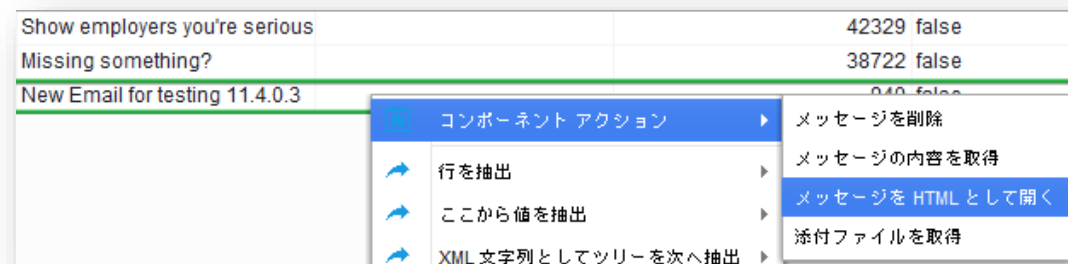 Show employers you're serious 42329 false
Missing something? 38722 false
New Email for testing 11.4.0.3 940 false
コンポーネント アクション
メッセージを削除
メッセージの内容を取得
行を抽出
メッセージを HTML として開く
ここから値を抽出
添付ファイルを取得
XML 文字列としてツリーを次へ抽出